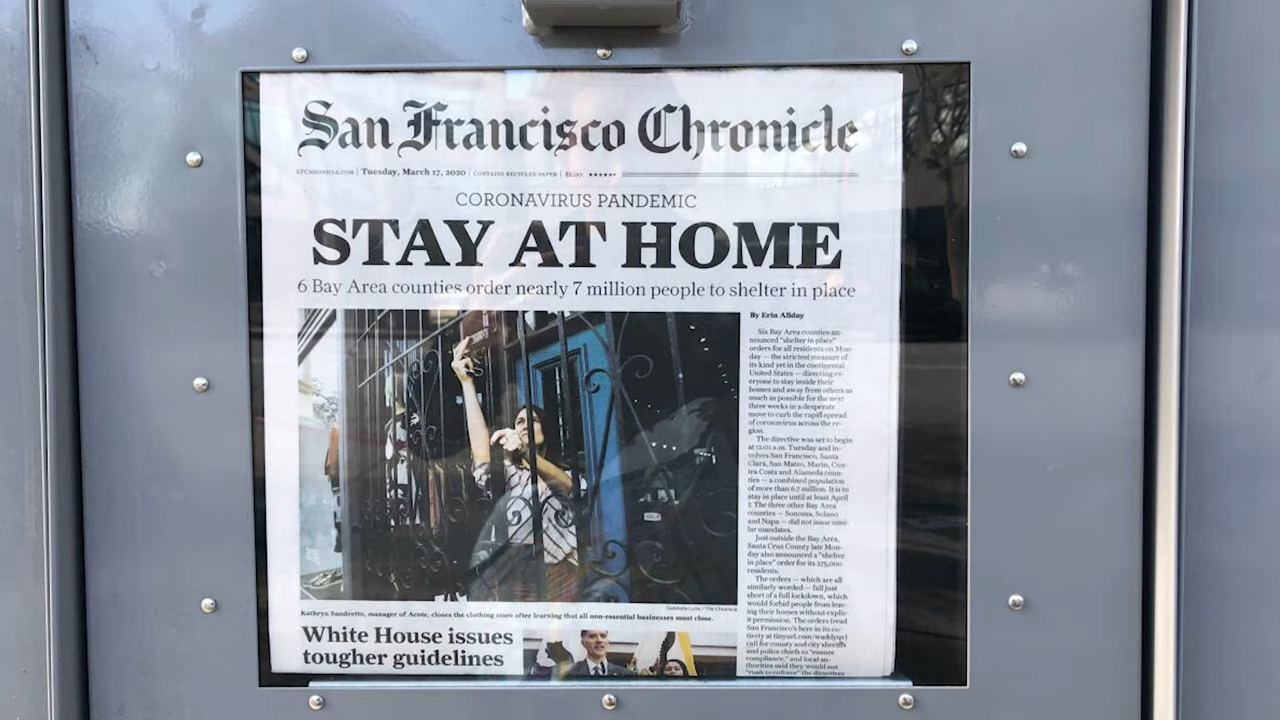 San Francisco Chronicle
SFCHRONICLE.COM | Tuesday, March 17, 2020 | CONTAINS RECYCLED PAPER | $1.00 ★★★★★
CORONAVIRUS PANDEMIC
STAY AT HOME
6 Bay Area counties order nearly 7 million people to shelter in place
By Erin Allday
Six Bay Area counties an-
nounced “shelter in place”
orders for all residents on Mon-
day — the strictest measure of
its kind yet in the continental
United States — directing ev-
eryone to stay inside their
homes and away from others as
much as possible for the next
three weeks in a desperate
move to curb the rapid spread
of coronavirus across the re-
gion.
The directive was set to begin
at 12:01 a.m. Tuesday and in-
volves San Francisco, Santa
Clara, San Mateo, Marin, Con-
tra Costa and Alameda coun-
ties — a combined population
of more than 6.7 million. It is to
stay in place until at least April
7. The three other Bay Area
counties — Sonoma, Solano
and Napa — did not issue simi-
lar mandates.
Just outside the Bay Area,
Santa Cruz County late Mon-
day also announced a “shelter
in place” order for its 275,000
residents.
The orders — which are all
similarly worded — fall just
short of a full lockdown, which
would forbid people from leav-
ing their homes without explic-
it permission. The orders (read
San Francisco’s here in its en-
tirety at tinyurl.com/waddyqv)
call for county and city sheriffs
and police chiefs to “ensure
compliance,” and local au-
thorities said they would not
“rush to enforce” the directives
Gabrielle Lurie / The Chronicle
Kathryn Sandretto, manager of Acote, closes the clothing store after learning that all non-essential businesses must close.
White House issues
tougher guidelines